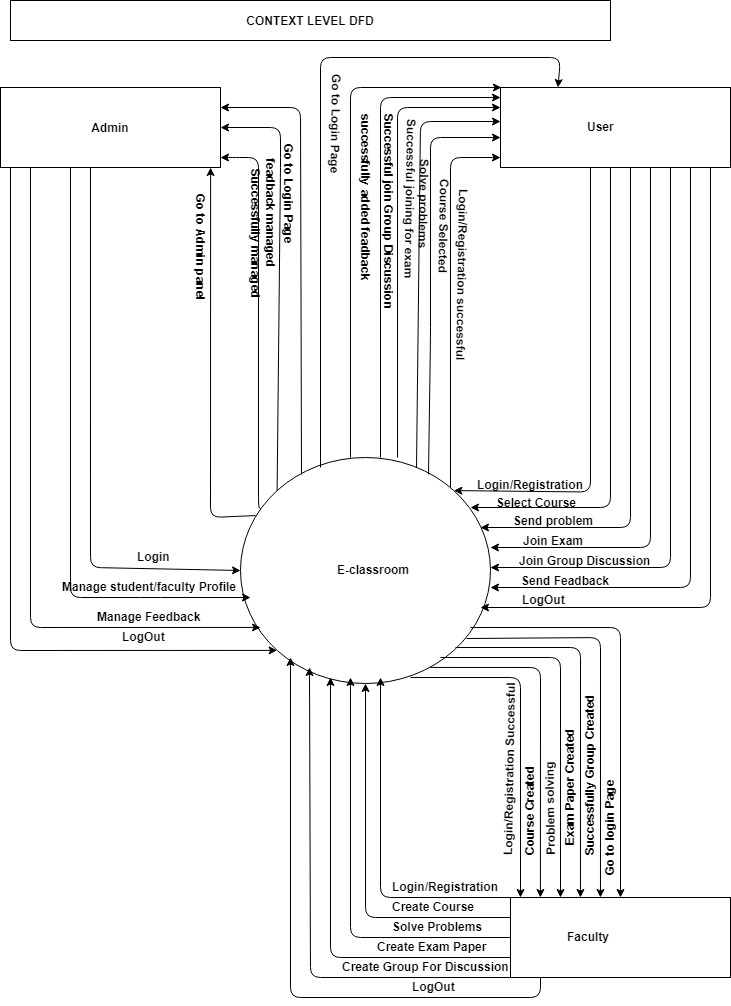 CONTEXT LEVEL DFD
Admin
User
Go to Login Page
successfully added feadback
Successful join Group Discussion
Successful joining for exam
Solve problems
Course Selected
Login/Registration successful
Go to Login Page
feadback managed
Successfully managed
Go to Admin panel
Login/Registration
Select Course
Send problem
Join Exam
Join Group Discussion
Send Feadback
LogOut
E-classroom
Login
Manage student/faculty Profile
Manage Feedback
LogOut
Login/Registration Successful
Course Created
Problem solving
Exam Paper Created
Successfully Group Created
Go to login Page
Login/Registration
Create Course
Solve Problems
Create Exam Paper
Create Group For Discussion
LogOut
Faculty